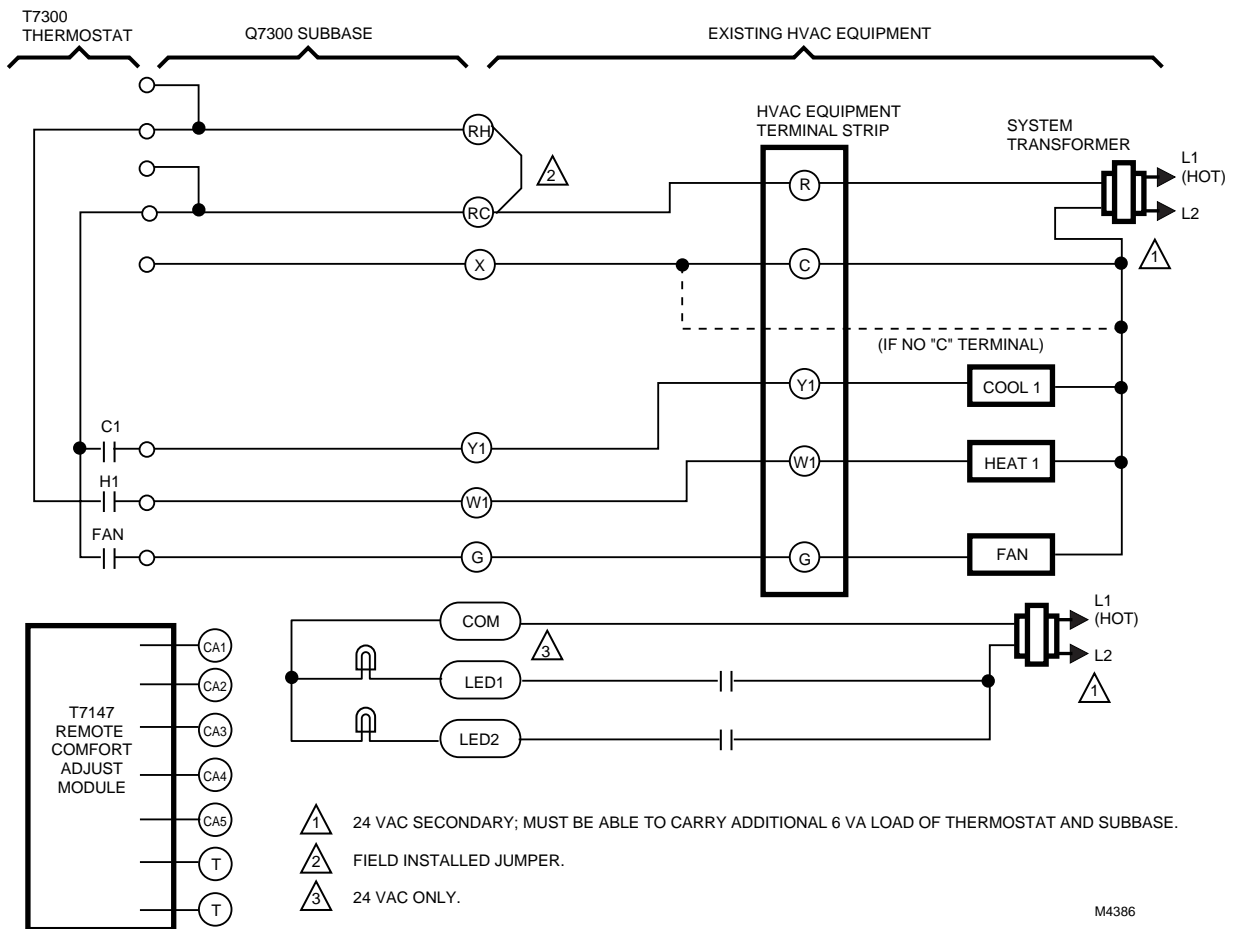 T7300
THERMOSTAT
Q7300 SUBBASE
EXISTING HVAC EQUIPMENT
HVAC EQUIPMENT
TERMINAL STRIP
SYSTEM
TRANSFORMER
L1
(HOT)
L2
RH
2
R
RC
1
X
C
(IF NO "C" TERMINAL)
Y1
COOL 1
C1
Y1
W1
HEAT 1
H1
W1
FAN
G
G
FAN
COM
3
L1
(HOT)
L2
1
LED1
LED2
T7147
REMOTE
COMFORT
ADJUST
MODULE
CA1
CA2
CA3
CA4
CA5
T
T
1 24 VAC SECONDARY; MUST BE ABLE TO CARRY ADDITIONAL 6 VA LOAD OF THERMOSTAT AND SUBBASE.
2 FIELD INSTALLED JUMPER.
3 24 VAC ONLY.
M4386